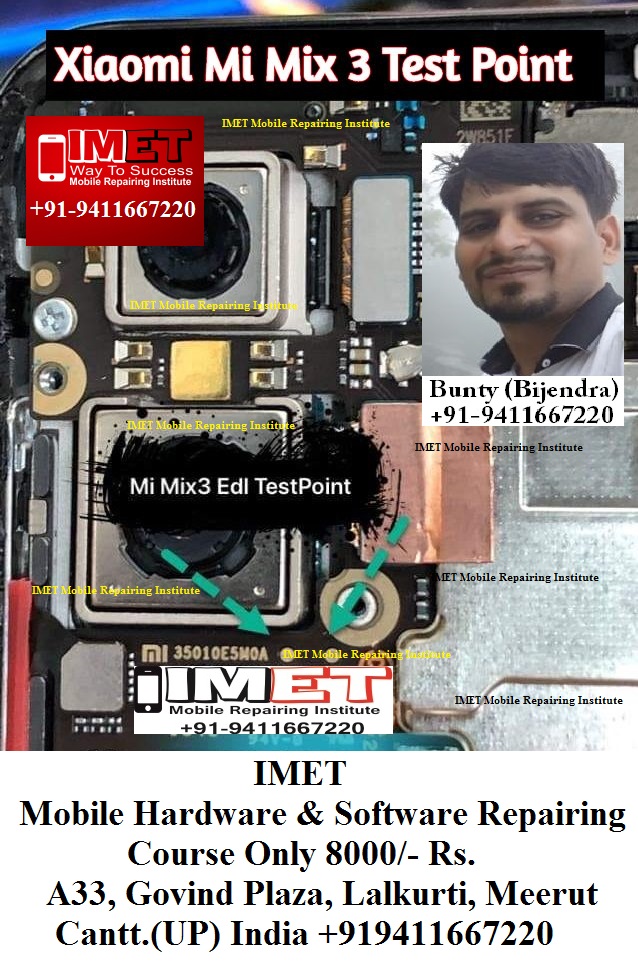 Xiaomi Mi Mix 3 Test Point
IMET Mobile Repairing Institute
2W851F
IMET
Way To Success
Mobile Repairing Institute
+91-9411667220
IMET Mobile Repairing Institute
Bunty (Bijendra)
+91-9411667220
IMET Mobile Repairing Institute
IMET Mobile Repairing Institute
Mi Mix3 Edl TestPoint
IMET Mobile Repairing Institute
IMET Mobile Repairing Institute
mi 35010E5M0A
IMET Mobile Repairing Institute
IMET
Mobile Repairing Institute
+91-9411667220
IMET Mobile Repairing Institute
IMET
Mobile Hardware & Software Repairing
Course Only 8000/- Rs.
A33, Govind Plaza, Lalkurti, Meerut
Cantt.(UP) India +919411667220